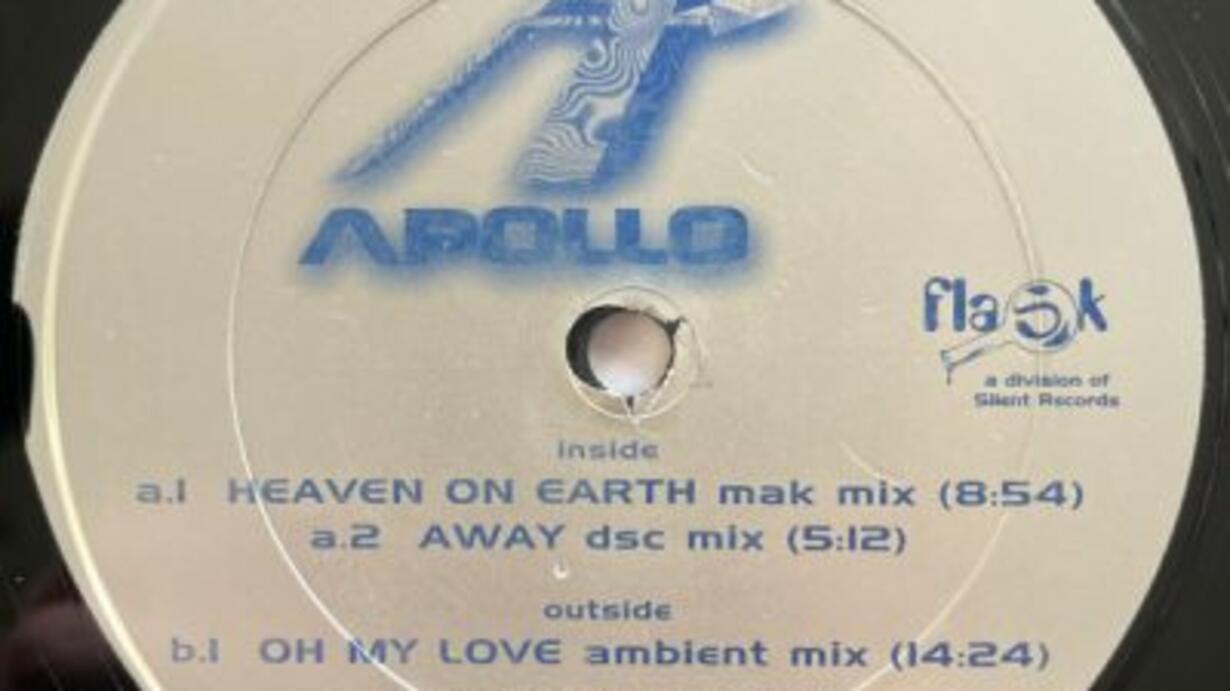 APOLLO
flask
a division of
Silent Records
inside
a.1 HEAVEN ON EARTH mak mix (8:54)
a.2 AWAY dsc mix (5:12)
outside
b.1 OH MY LOVE ambient mix (14:24)